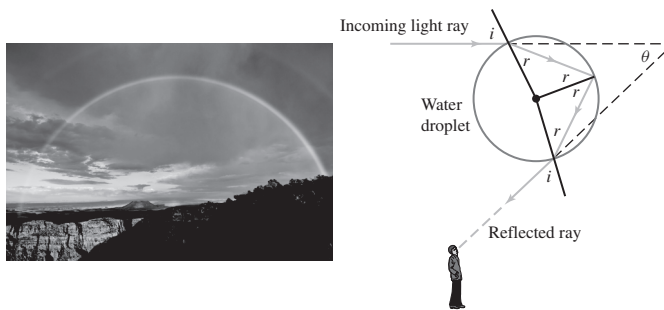 Incoming light ray
i
θ
r
r
r
Water
droplet
r
i
Reflected ray